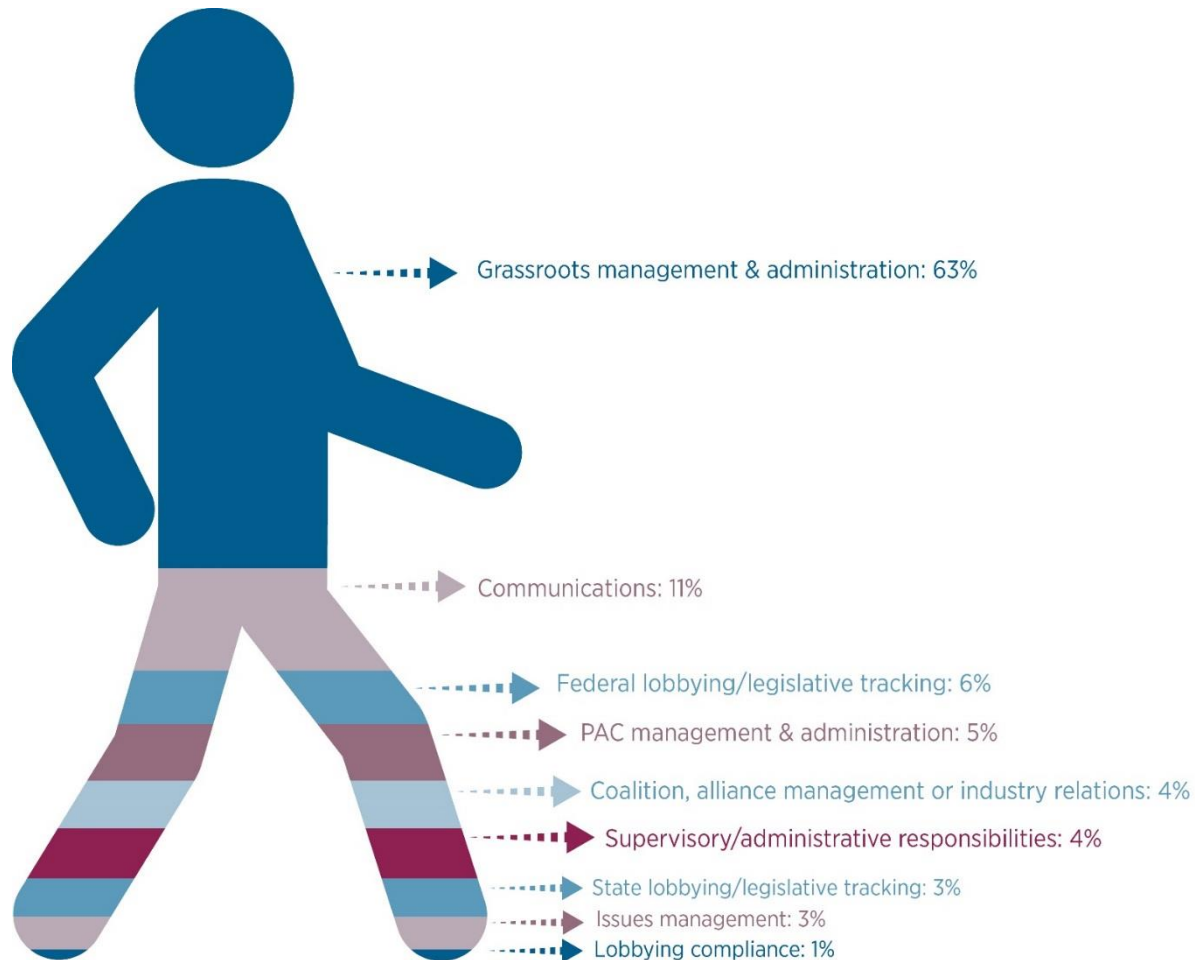 Grassroots management & administration: 63%
Communications: 11%
Federal lobbying/legislative tracking: 6%
PAC management & administration: 5%
Coalition, alliance management or industry relations: 4%
Supervisory/administrative responsibilities: 4%
State lobbying/legislative tracking: 3%
Issues management: 3%
Lobbying compliance: 1%